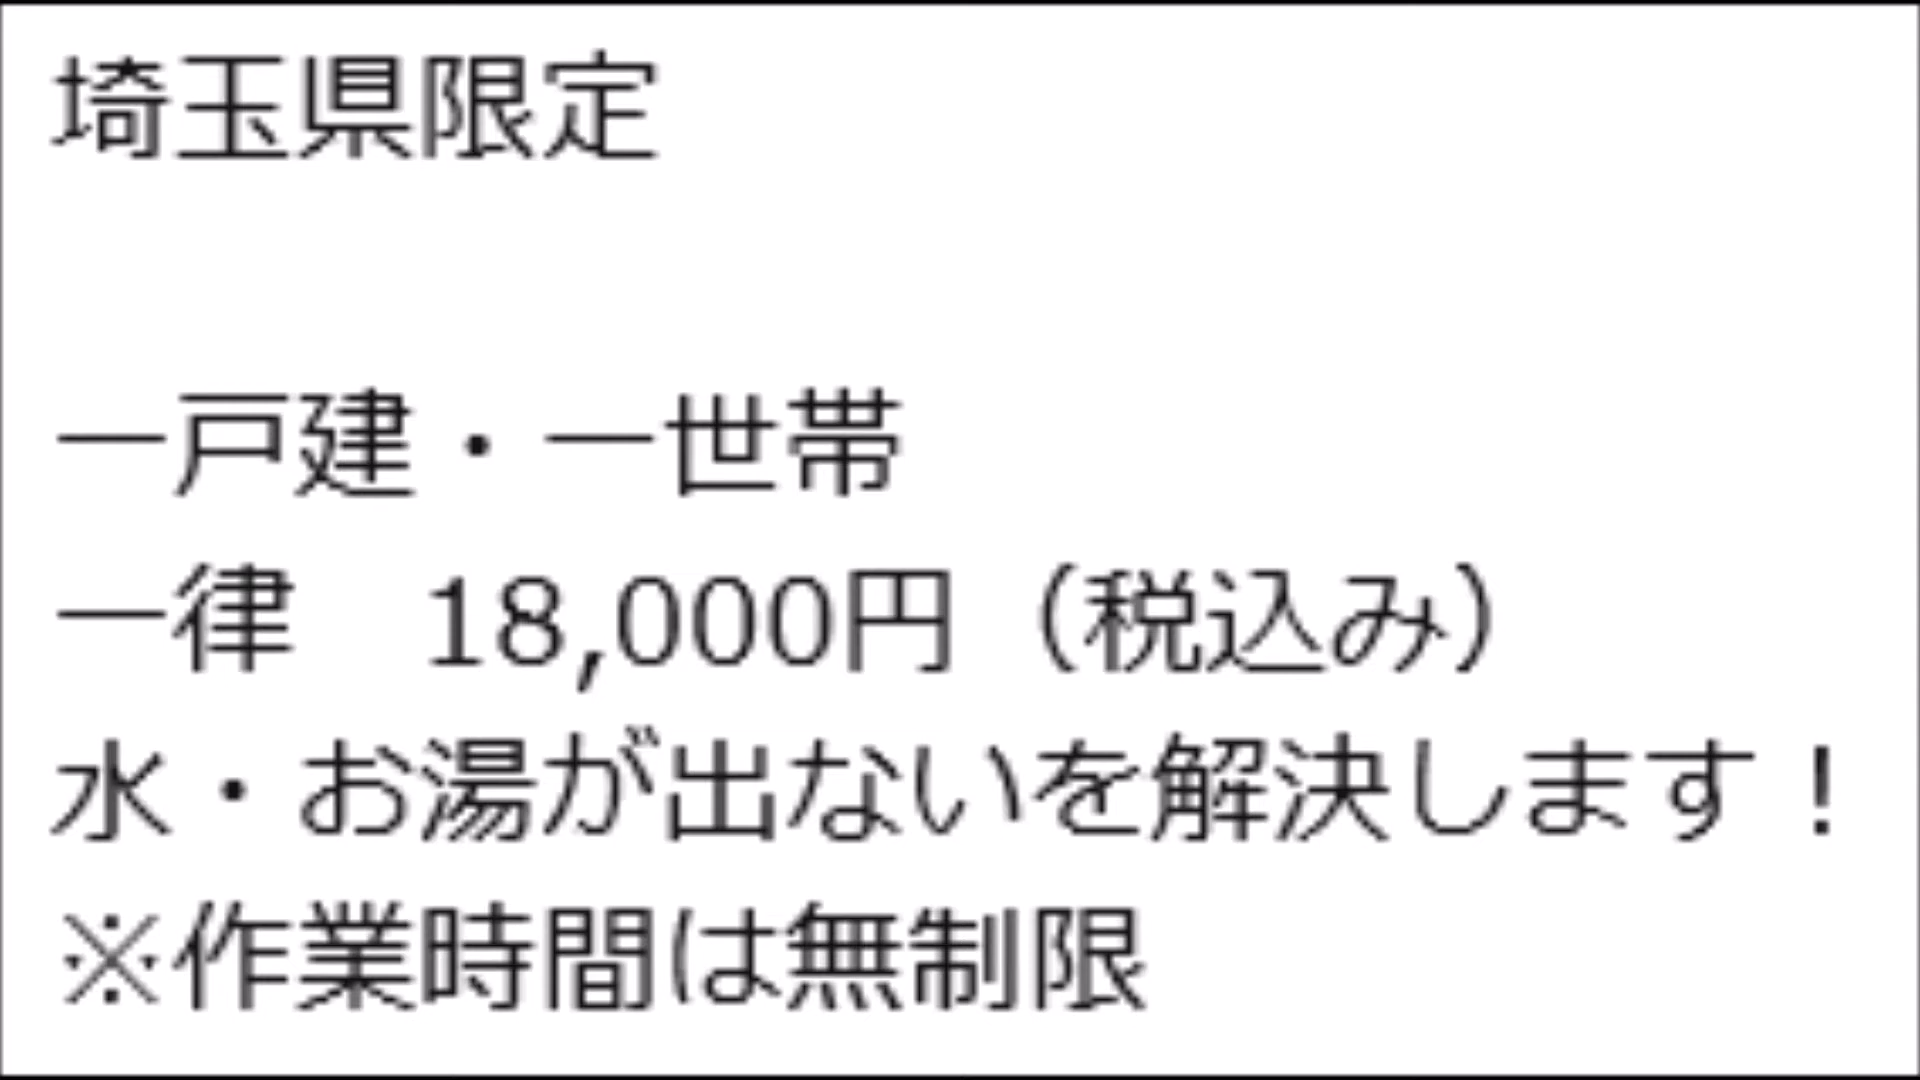 埼玉県限定
一戸建・一世帯
一律　18,000円（税込み）
水・お湯が出ないを解決します！
※作業時間は無制限